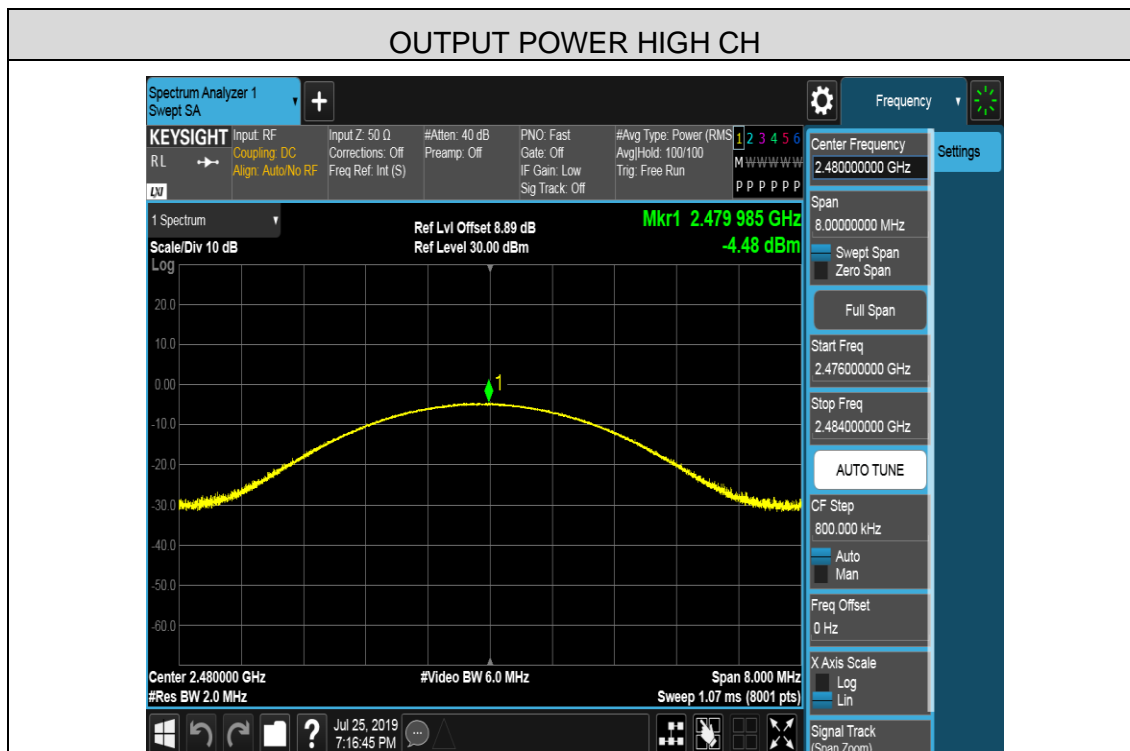 OUTPUT POWER HIGH CH
Spectrum Analyzer 1
Swept SA
+
Frequency
KEYSIGHT
RL
LXI
Input: RF
Coupling: DC
Align: Auto/No RF
Input Z: 50 Ω
Corrections: Off
Freq Ref: Int (S)
#Atten: 40 dB
Preamp: Off
PNO: Fast
Gate: Off
IF Gain: Low
Sig Track: Off
#Avg Type: Power (RMS
Avg|Hold: 100/100
Trig: Free Run
1 2 3 4 5 6
M W W W W W
P P P P P P
1 Spectrum
Scale/Div 10 dB
Log
Ref Lvl Offset 8.89 dB
Ref Level 30.00 dBm
Mkr1 2.479 985 GHz
-4.48 dBm
20.0
10.0
0.00
-10.0
-20.0
-30.0
-40.0
-50.0
-60.0
1
Center 2.480000 GHz
#Res BW 2.0 MHz
#Video BW 6.0 MHz
Span 8.000 MHz
Sweep 1.07 ms (8001 pts)
?
Jul 25, 2019
7:16:45 PM
Center Frequency
2.480000000 GHz
Settings
Span
8.00000000 MHz
Swept Span
Zero Span
Full Span
Start Freq
2.476000000 GHz
Stop Freq
2.484000000 GHz
AUTO TUNE
CF Step
800.000 kHz
Auto
Man
Freq Offset
0 Hz
X Axis Scale
Log
Lin
Signal Track
(Span Zoom)